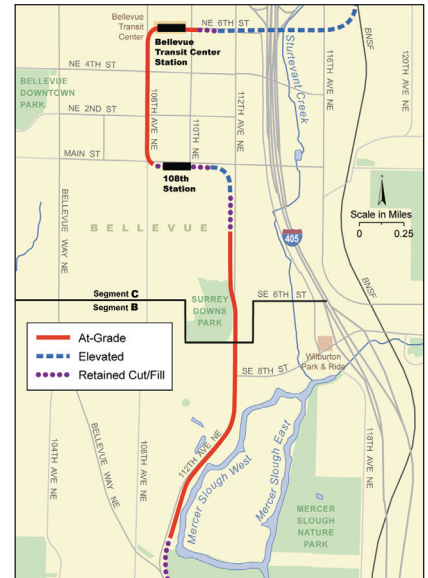 Bellevue
Transit
Center
NE 6TH ST
Bellevue
Transit Center
Station
Sturtevant Creek
BNSF
116TH AVE NE
120TH AVE NE
NE 4TH ST
BELLEVUE
DOWNTOWN
PARK
108TH AVE NE
110TH NE
112TH AVE NE
NE 2ND ST
MAIN ST
108th
Station
Scale in Miles
0 0.25
BELLEVUE WAY NE
BELLEVUE
405
BNSF
Segment C
Segment B
SE 6TH ST
SURREY
DOWNS
PARK
At-Grade
Elevated
Retained Cut/Fill
Wilburton
Park & Ride
SE 8TH ST
104TH AVE NE
BELLEVUE WAY NE
108TH AVE NE
112TH AVE NE
Mercer Slough West
Mercer Slough East
118TH AVE NE
MERCER
SLOUGH
NATURE
PARK